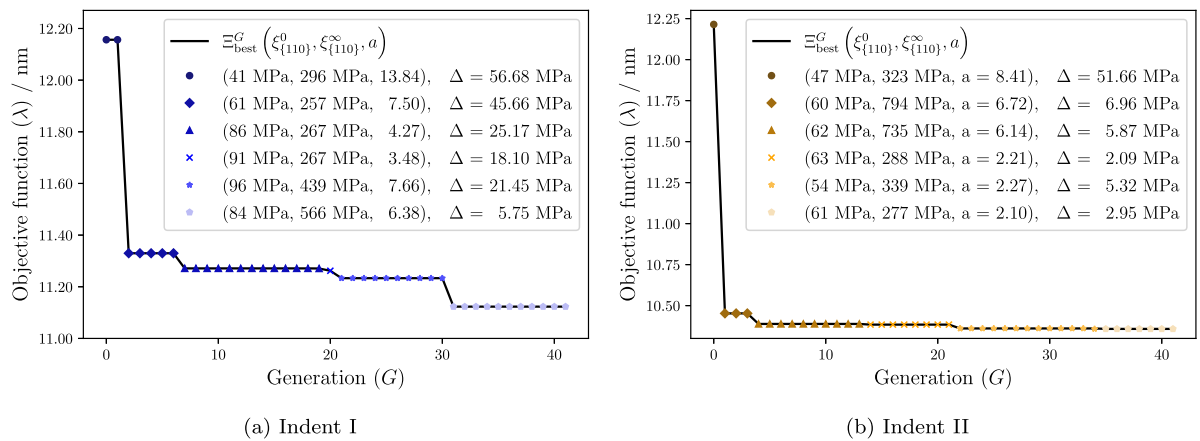 Objective function (λ) / nm
12.20
12.00
11.80
11.60
11.40
11.20
11.00
0
10
20
30
40
Generation (G)
Ξ^G_best (ξ^0_{110}, ξ^∞_{110}, a)
(41 MPa, 296 MPa, 13.84), Δ = 56.68 MPa
(61 MPa, 257 MPa, 7.50), Δ = 45.66 MPa
(86 MPa, 267 MPa, 4.27), Δ = 25.17 MPa
(91 MPa, 267 MPa, 3.48), Δ = 18.10 MPa
(96 MPa, 439 MPa, 7.66), Δ = 21.45 MPa
(84 MPa, 566 MPa, 6.38), Δ = 5.75 MPa
(a) Indent I
Objective function (λ) / nm
12.25
12.00
11.75
11.50
11.25
11.00
10.75
10.50
0
10
20
30
40
Generation (G)
Ξ^G_best (ξ^0_{110}, ξ^∞_{110}, a)
(47 MPa, 323 MPa, a = 8.41), Δ = 51.66 MPa
(60 MPa, 794 MPa, a = 6.72), Δ = 6.96 MPa
(62 MPa, 735 MPa, a = 6.14), Δ = 5.87 MPa
(63 MPa, 288 MPa, a = 2.21), Δ = 2.09 MPa
(54 MPa, 339 MPa, a = 2.27), Δ = 5.32 MPa
(61 MPa, 277 MPa, a = 2.10), Δ = 2.95 MPa
(b) Indent II